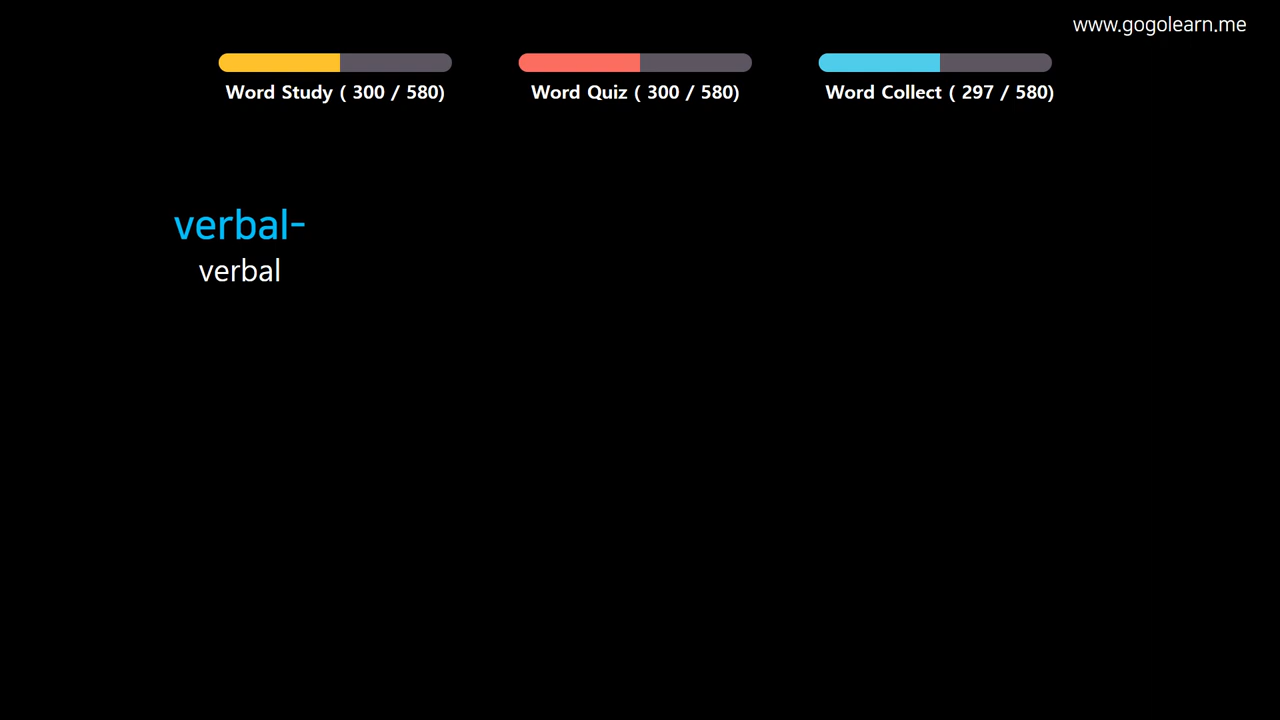 www.gogolearn.me
Word Study ( 300 / 580)
Word Quiz ( 300 / 580)
Word Collect ( 297 / 580)
verbal-
verbal